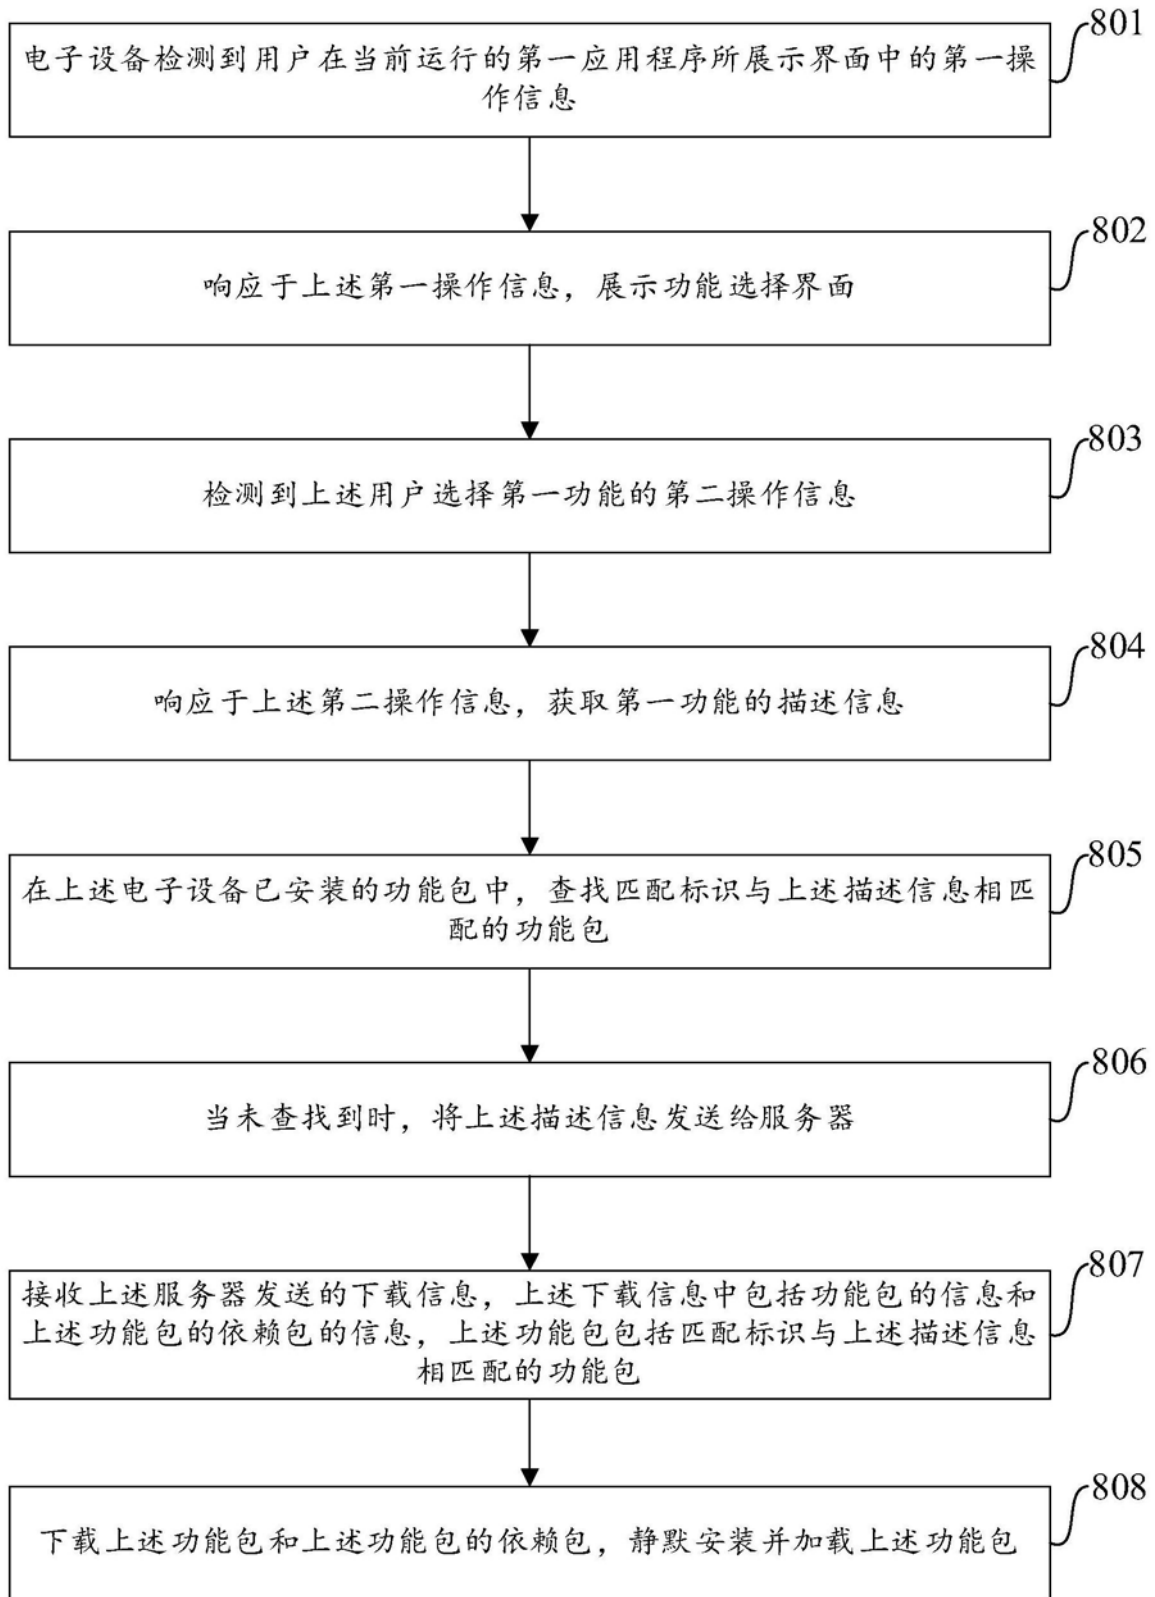 801
电子设备检测到用户在当前运行的第一应用程序所展示界面中的第一操
作信息
802
响应于上述第一操作信息，展示功能选择界面
803
检测到上述用户选择第一功能的第二操作信息
804
响应于上述第二操作信息，获取第一功能的描述信息
805
在上述电子设备已安装的功能包中，查找匹配标识与上述描述信息相匹
配的功能包
806
当未查找到时，将上述描述信息发送给服务器
807
接收上述服务器发送的下载信息，上述下载信息中包括功能包的信息和
上述功能包的依赖包的信息，上述功能包包括匹配标识与上述描述信息
相匹配的功能包
808
下载上述功能包和上述功能包的依赖包，静默安装并加载上述功能包